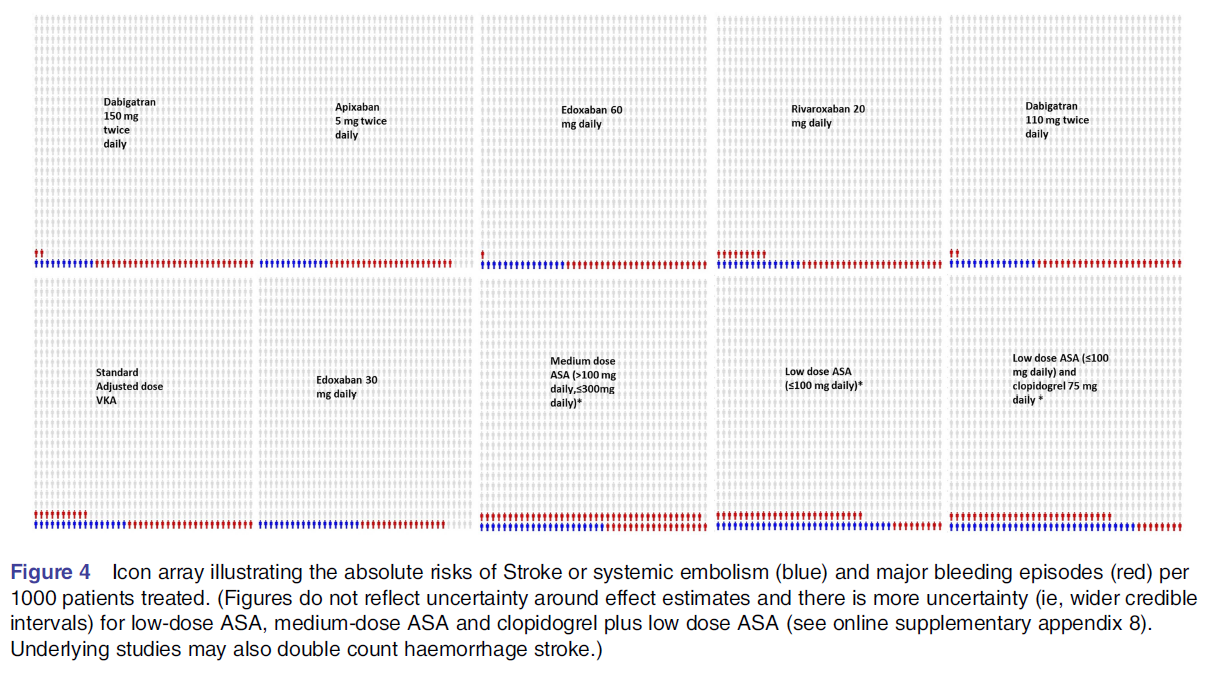 Dabigatran
150 mg
twice
daily
Apixaban
5 mg twice
daily
Edoxaban 60
mg daily
Rivaroxaban 20
mg daily
Dabigatran
110 mg twice
daily
Standard
Adjusted dose
VKA
Edoxaban 30
mg daily
Medium dose
ASA (>100 mg
daily,≤300mg
daily)*
Low dose ASA
(≤100 mg daily)*
Low dose ASA (≤100
mg daily) and
clopidogrel 75 mg
daily *
Figure 4 Icon array illustrating the absolute risks of Stroke or systemic embolism (blue) and major bleeding episodes (red) per
1000 patients treated. (Figures do not reflect uncertainty around effect estimates and there is more uncertainty (ie, wider credible
intervals) for low-dose ASA, medium-dose ASA and clopidogrel plus low dose ASA (see online supplementary appendix 8).
Underlying studies may also double count haemorrhage stroke.)